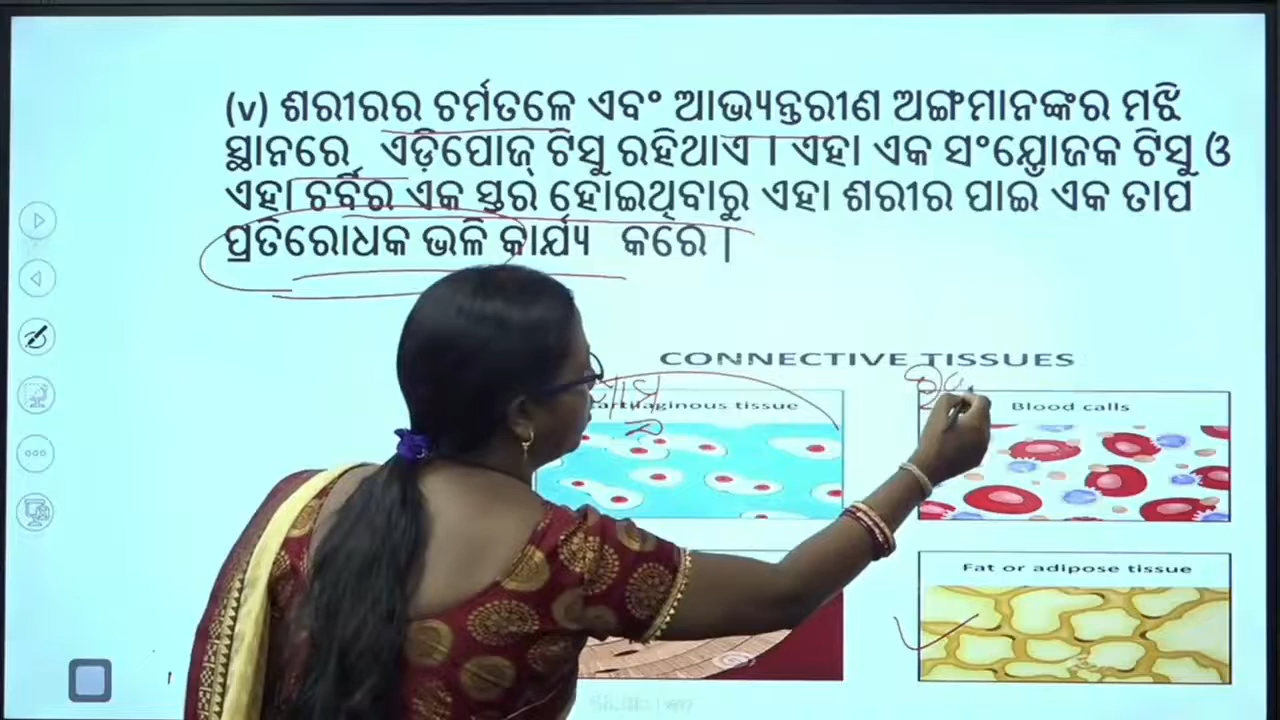 (v) ଶରୀରର ଚର୍ମତଳେ ଏବଂ ଆଭ୍ୟନ୍ତରୀଣ ଅଙ୍ଗମାନଙ୍କର ମଝି
ସ୍ଥାନରେ ଏଡ଼ିପୋଜ୍ ଟିସୁ ରହିଥାଏ । ଏହା ଏକ ସଂଯୋଜକ ଟିସୁ ଓ
ଏହା ଚର୍ବିର ଏକ ସ୍ତର ହୋଇଥିବାରୁ ଏହା ଶରୀର ପାଇଁ ଏକ ତାପ
ପ୍ରତିରୋଧକ ଭଳି କାର୍ଯ୍ୟ କରେ |
CONNECTIVE TISSUES
tissue
Blood calls
Fat or adipose tissue